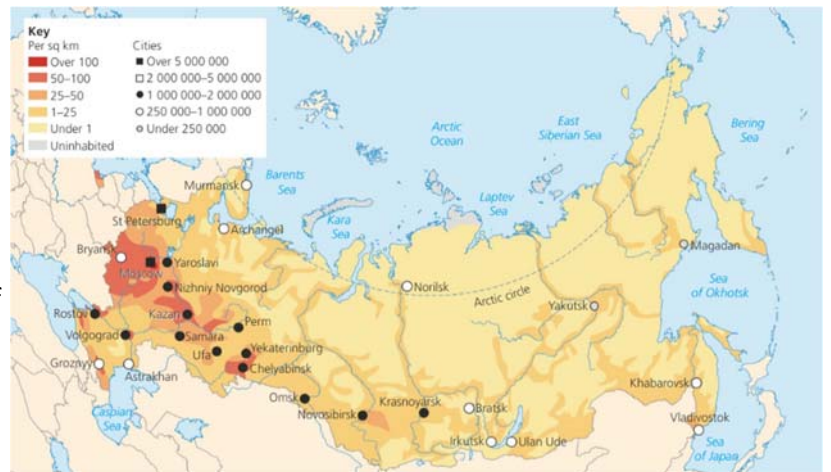 Key
Per sq km
Over 100
50–100
25–50
1–25
Under 1
Uninhabited
Cities
Over 5 000 000
2 000 000–5 000 000
1 000 000–2 000 000
250 000–1 000 000
Under 250 000
Arctic
Ocean
East
Siberian Sea
Bering
Sea
Barents
Sea
Laptev
Sea
Kara
Sea
Murmansk
St Petersburg
Archangel
Bryansk
Moscow
Yaroslavi
Nizhniy Novgorod
Norilsk
Arctic circle
Magadan
Yakutsk
Sea
of Okhotsk
Rostov
Kazan
Perm
Volgograd
Samara
Ufa
Yekaterinburg
Groznyy
Chelyabinsk
Astrakhan
Omsk
Krasnoyarsk
Bratsk
Khabarovsk
Caspian
Sea
Novosibirsk
Irkutsk
Ulan Ude
Vladivostok
Sea
of Japan